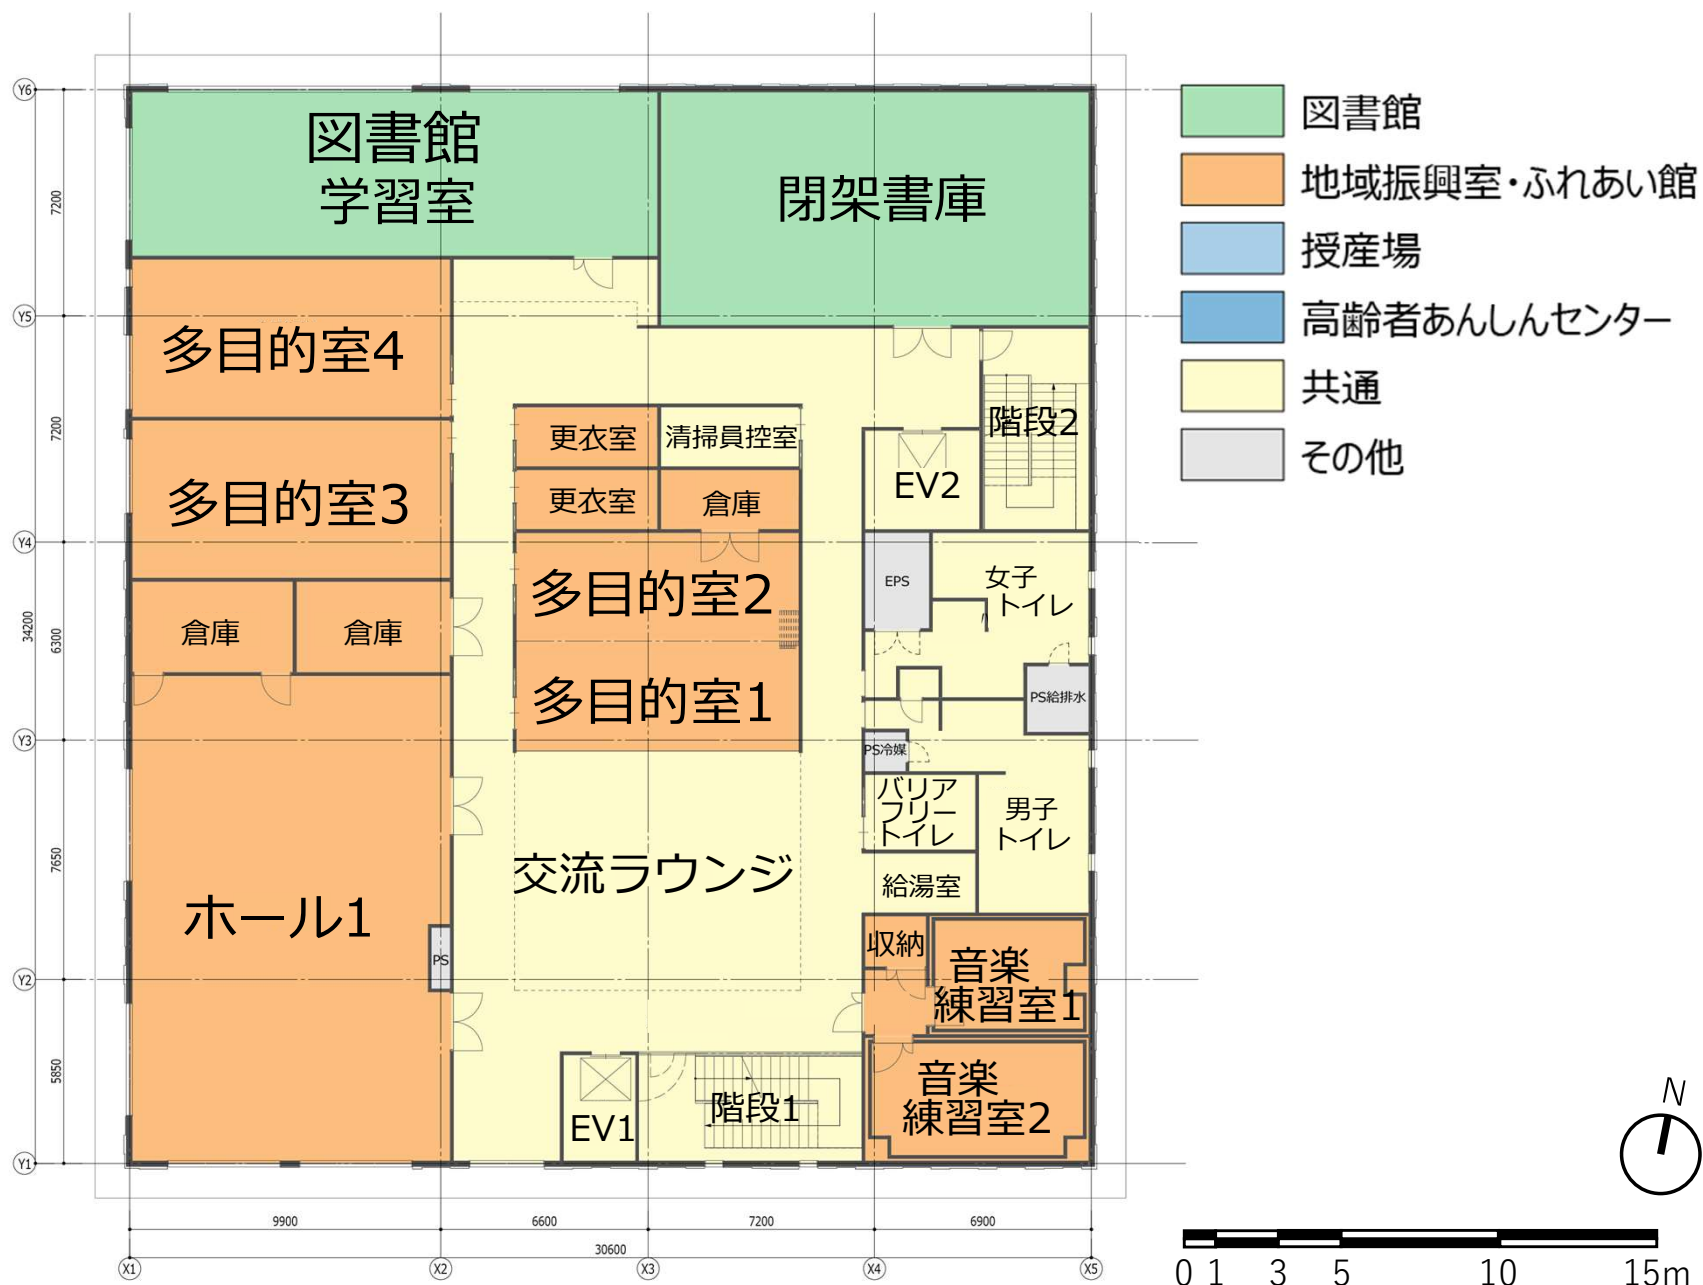 Y6
図書館
学習室
閉架書庫
図書館
地域振興室・ふれあい館
授産場
高齢者あんしんセンター
共通
その他
7200
Y5
多目的室4
階段2
7200
更衣室
清掃員控室
EV2
多目的室3
更衣室
倉庫
Y4
EPS
女子
トイレ
多目的室2
倉庫
倉庫
34200
6300
多目的室1
PS給排水
Y3
PS冷媒
バリア
フリー
トイレ
男子
トイレ
7650
交流ラウンジ
給湯室
ホール1
収納
PS
音楽
練習室1
Y2
5850
音楽
練習室2
EV1
階段1
Y1
N
9900
6600
7200
6900
30600
X1
X2
X3
X4
X5
0 1 3 5 10 15m